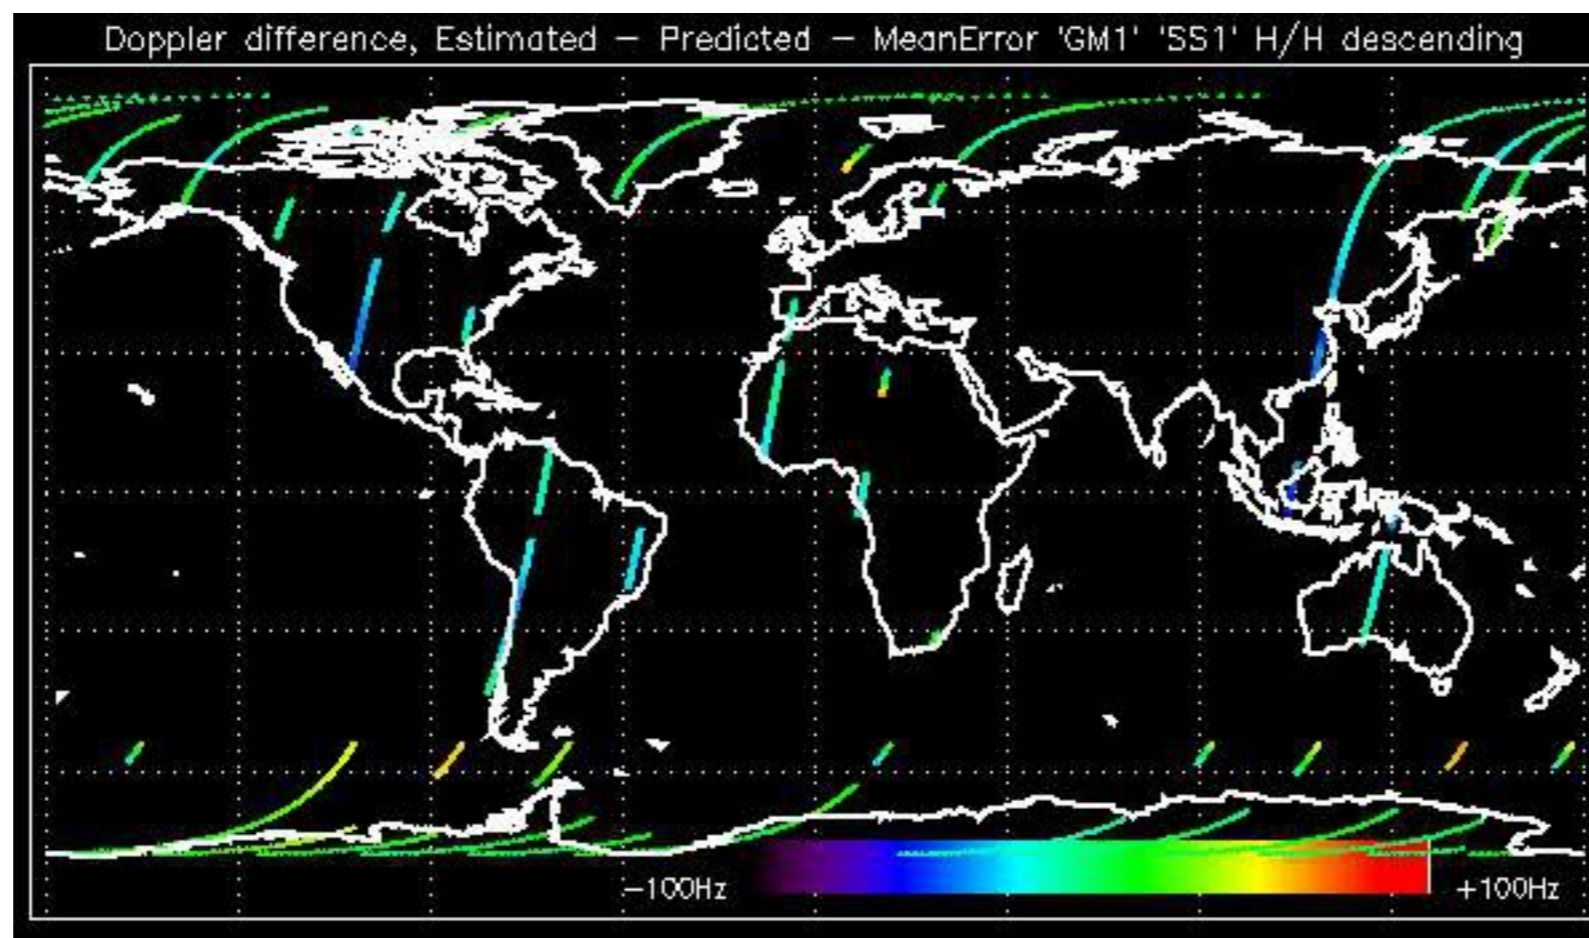 Doppler difference, Estimated – Predicted – MeanError 'GM1' 'SS1' H/H descending
–100Hz +100Hz